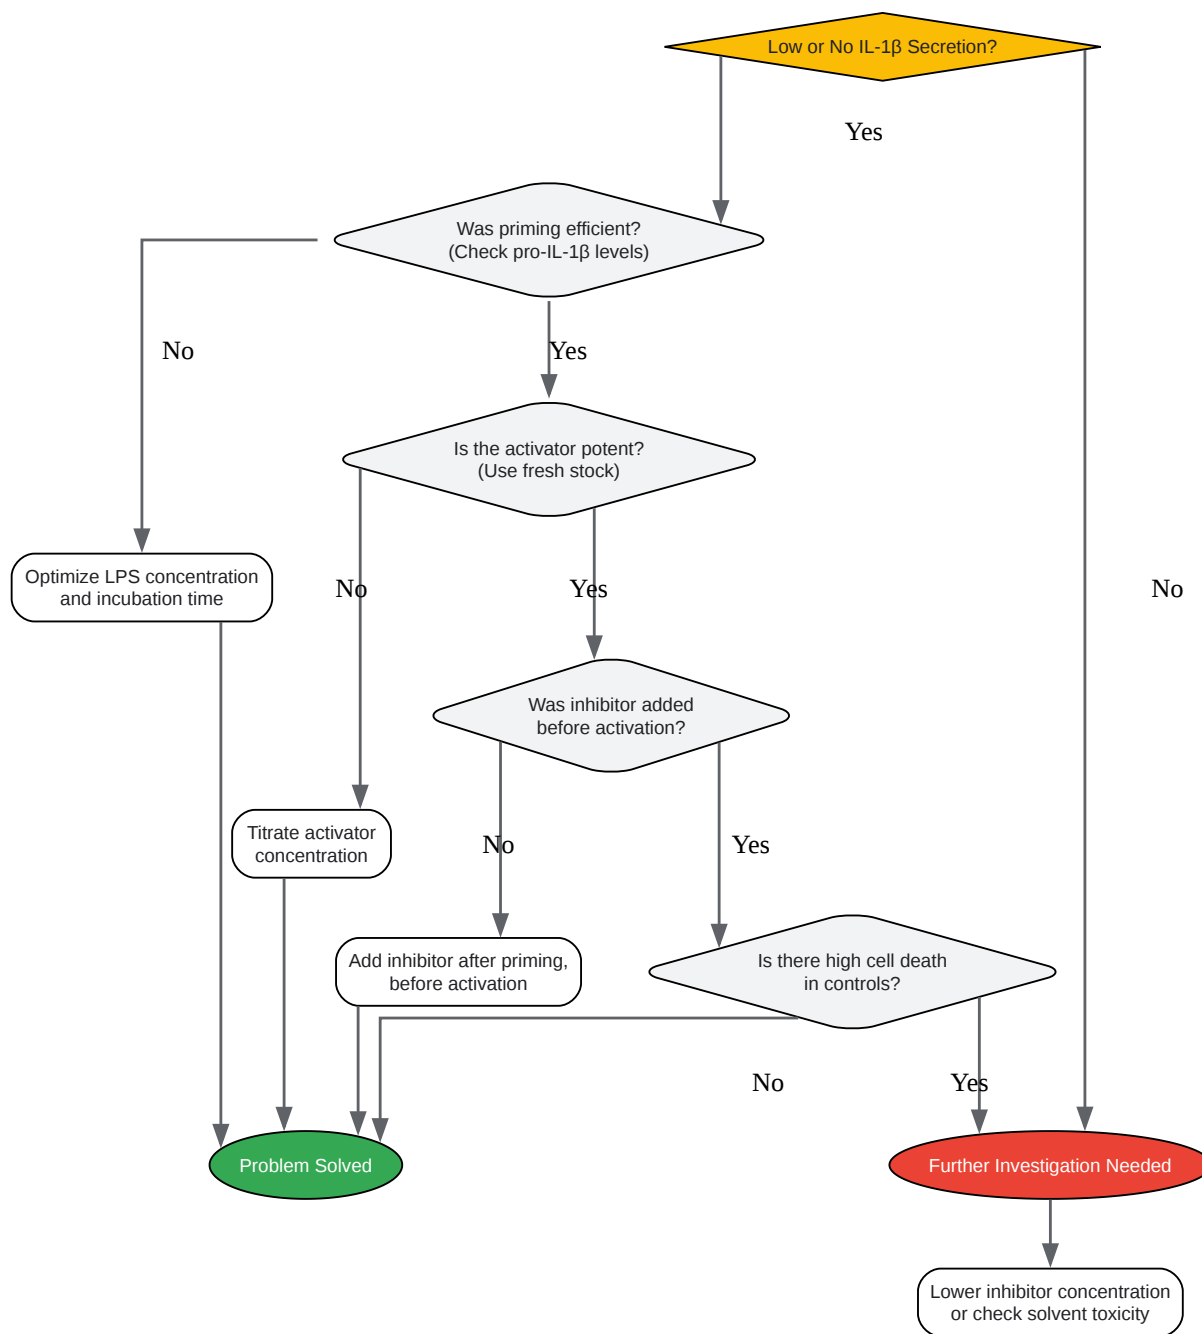 Low or No IL-1β Secretion?
Yes
Was priming efficient?
(Check pro-IL-1β levels)
No
Yes
Is the activator potent?
(Use fresh stock)
Optimize LPS concentration
and incubation time
No
Yes
No
Was inhibitor added
before activation?
Titrate activator
concentration
No
Yes
Add inhibitor after priming,
before activation
Is there high cell death
in controls?
No
Yes
Problem Solved
Further Investigation Needed
Lower inhibitor concentration
or check solvent toxicity